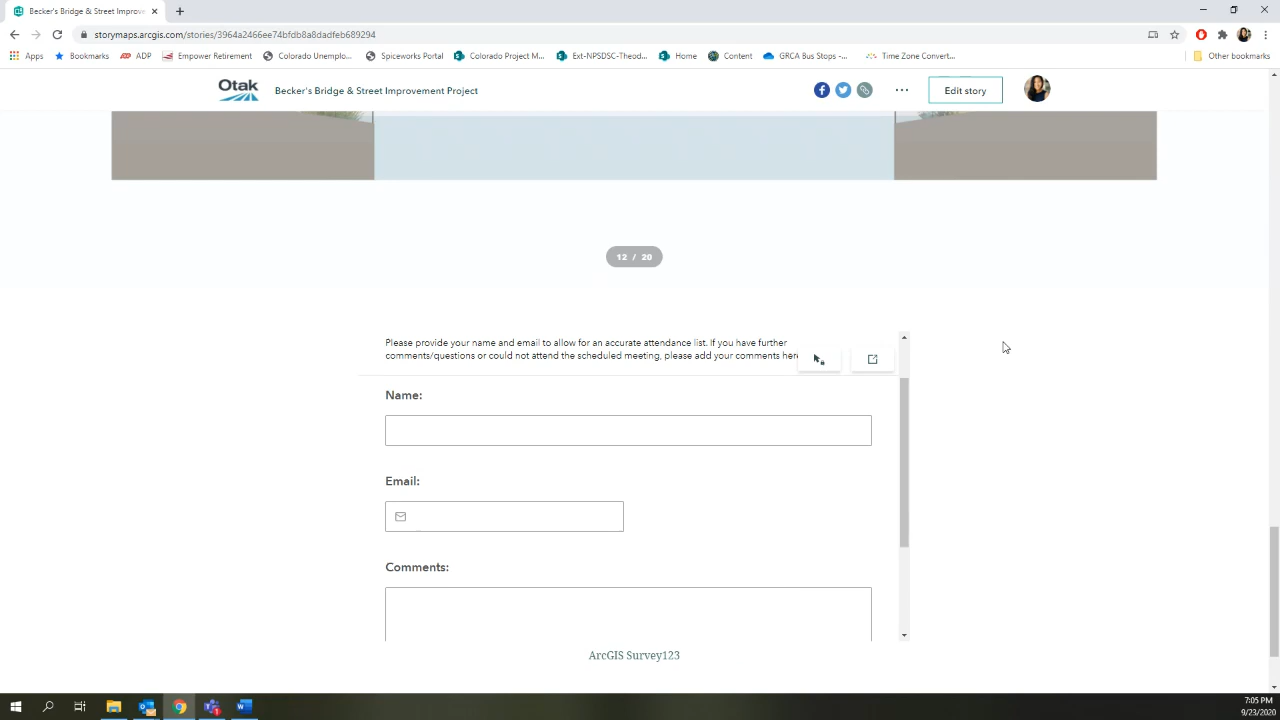 Becker's Bridge & Street Improve
storymaps.arcgis.com/stories/3964a2466ee74bfdb8a8dadfeb689294
Apps
Bookmarks
ADP
Empower Retirement
Colorado Unemplo...
Spiceworks Portal
Colorado Project M...
Ext-NPSDSC-Theod...
Home
Content
GRCA Bus Stops -...
Time Zone Convert...
Other bookmarks
Otak
Becker's Bridge & Street Improvement Project
Edit story
12 / 20
Please provide your name and email to allow for an accurate attendance list. If you have further
comments/questions or could not attend the scheduled meeting, please add your comments here
Name:
Email:
Comments:
ArcGIS Survey123
7:05 PM
9/23/2020